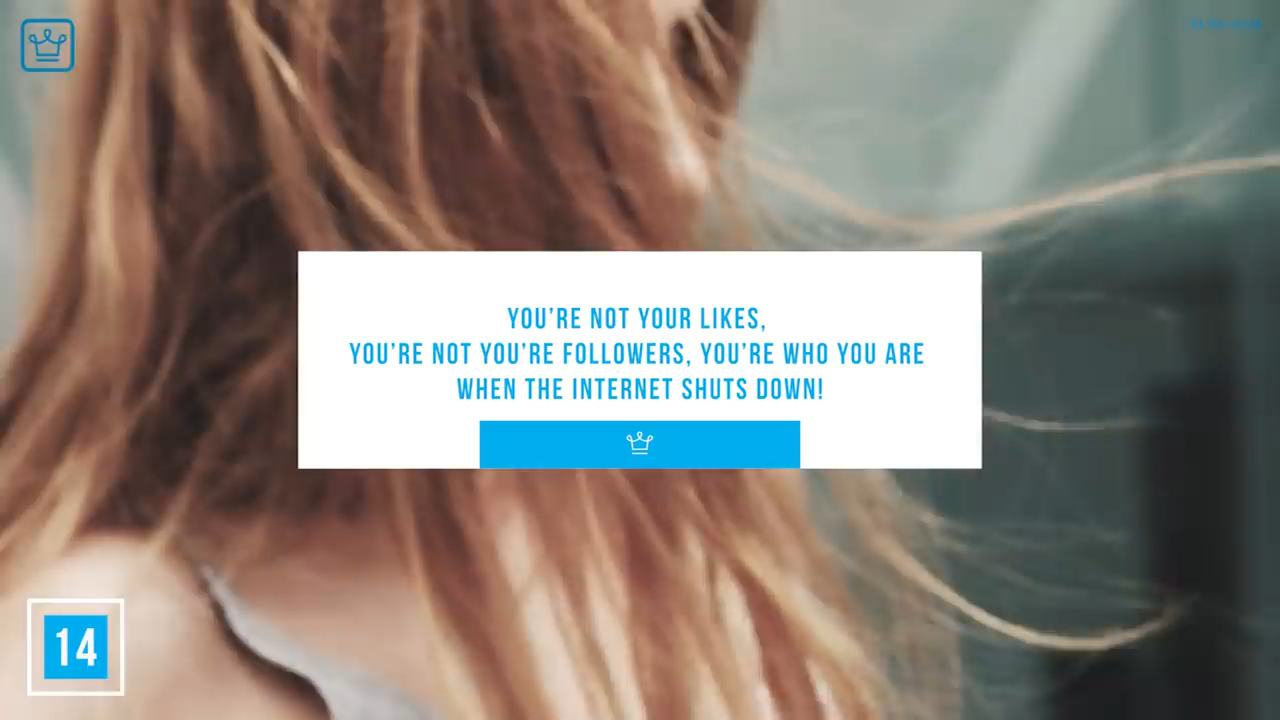 YOU’RE NOT YOUR LIKES,
YOU’RE NOT YOU’RE FOLLOWERS, YOU’RE WHO YOU ARE
WHEN THE INTERNET SHUTS DOWN!
14